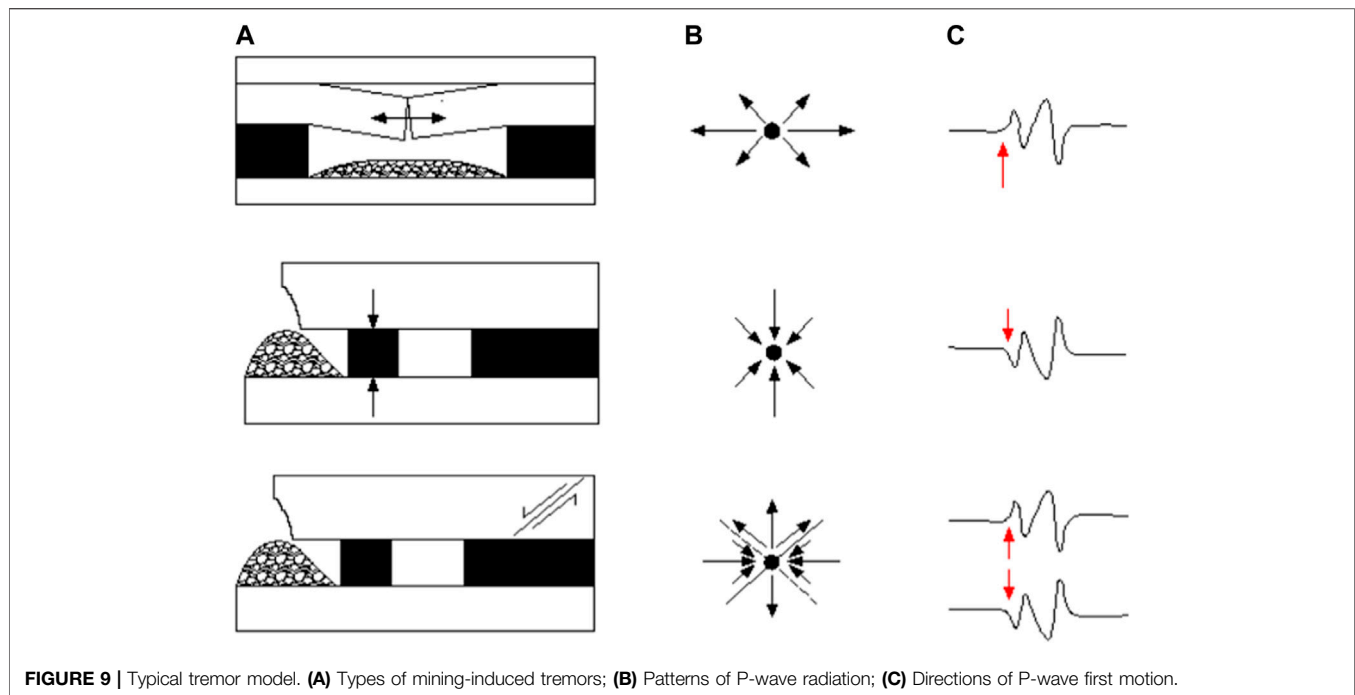 A B C
FIGURE 9 | Typical tremor model. (A) Types of mining-induced tremors; (B) Patterns of P-wave radiation; (C) Directions of P-wave first motion.